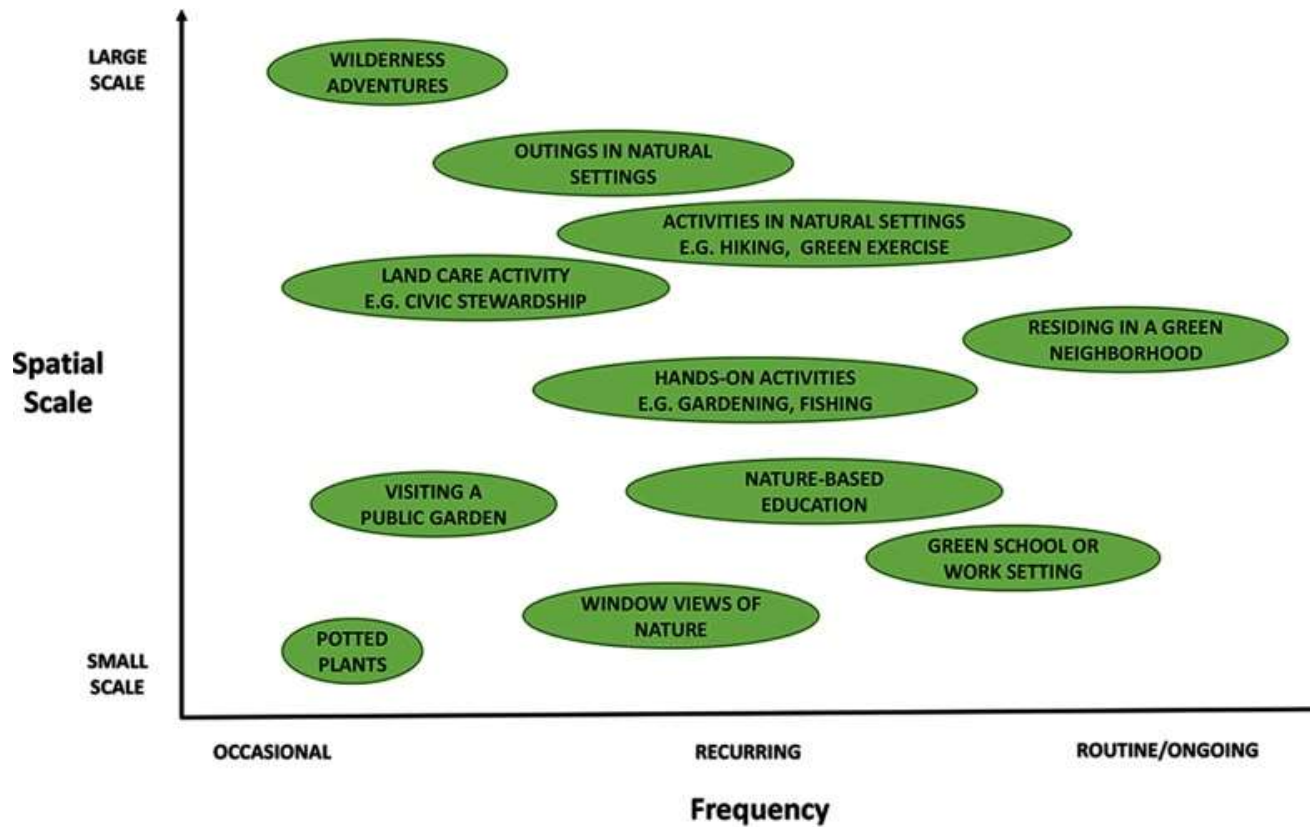 LARGE
SCALE
WILDERNESS
ADVENTURES
OUTINGS IN NATURAL
SETTINGS
ACTIVITIES IN NATURAL SETTINGS
E.G. HIKING, GREEN EXERCISE
LAND CARE ACTIVITY
E.G. CIVIC STEWARDSHIP
RESIDING IN A GREEN
NEIGHBORHOOD
Spatial
Scale
HANDS-ON ACTIVITIES
E.G. GARDENING, FISHING
VISITING A
PUBLIC GARDEN
NATURE-BASED
EDUCATION
GREEN SCHOOL OR
WORK SETTING
WINDOW VIEWS OF
NATURE
POTTED
PLANTS
SMALL
SCALE
OCCASIONAL
RECURRING
ROUTINE/ONGOING
Frequency